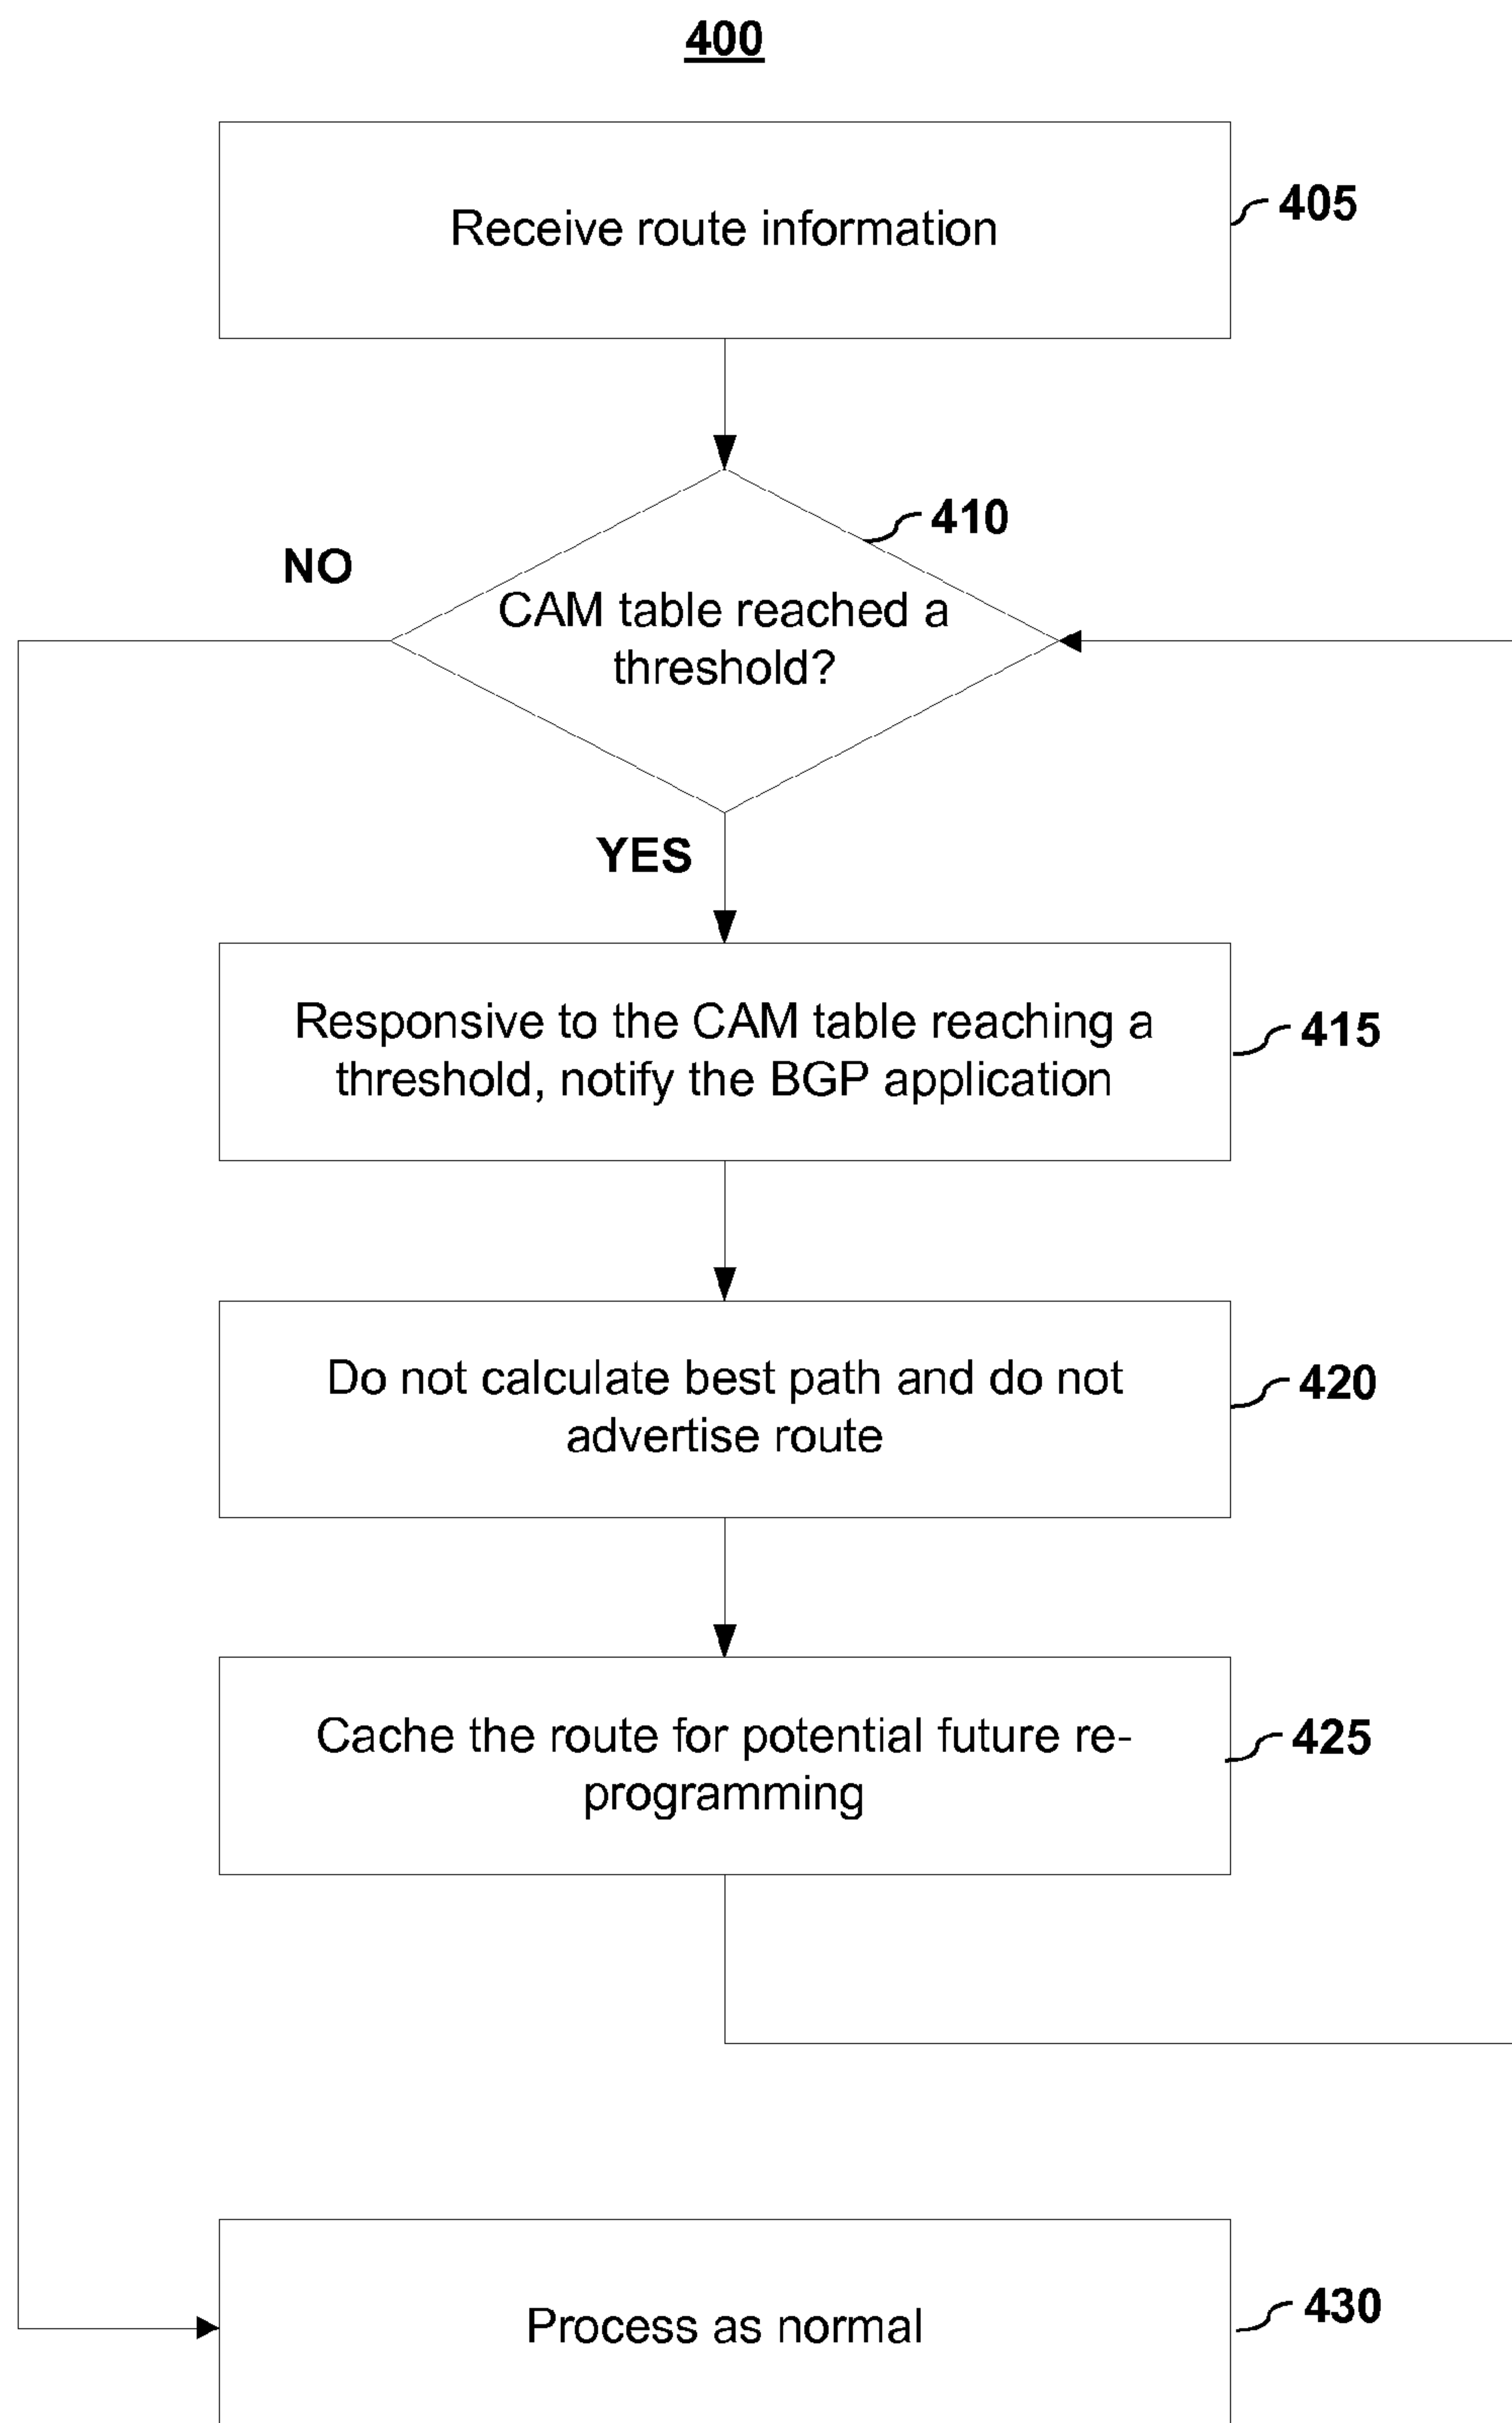 400
Receive route information
405
410
NO
CAM table reached a
threshold?
YES
Responsive to the CAM table reaching a
threshold, notify the BGP application
415
Do not calculate best path and do not
advertise route
420
Cache the route for potential future re-
programming
425
Process as normal
430